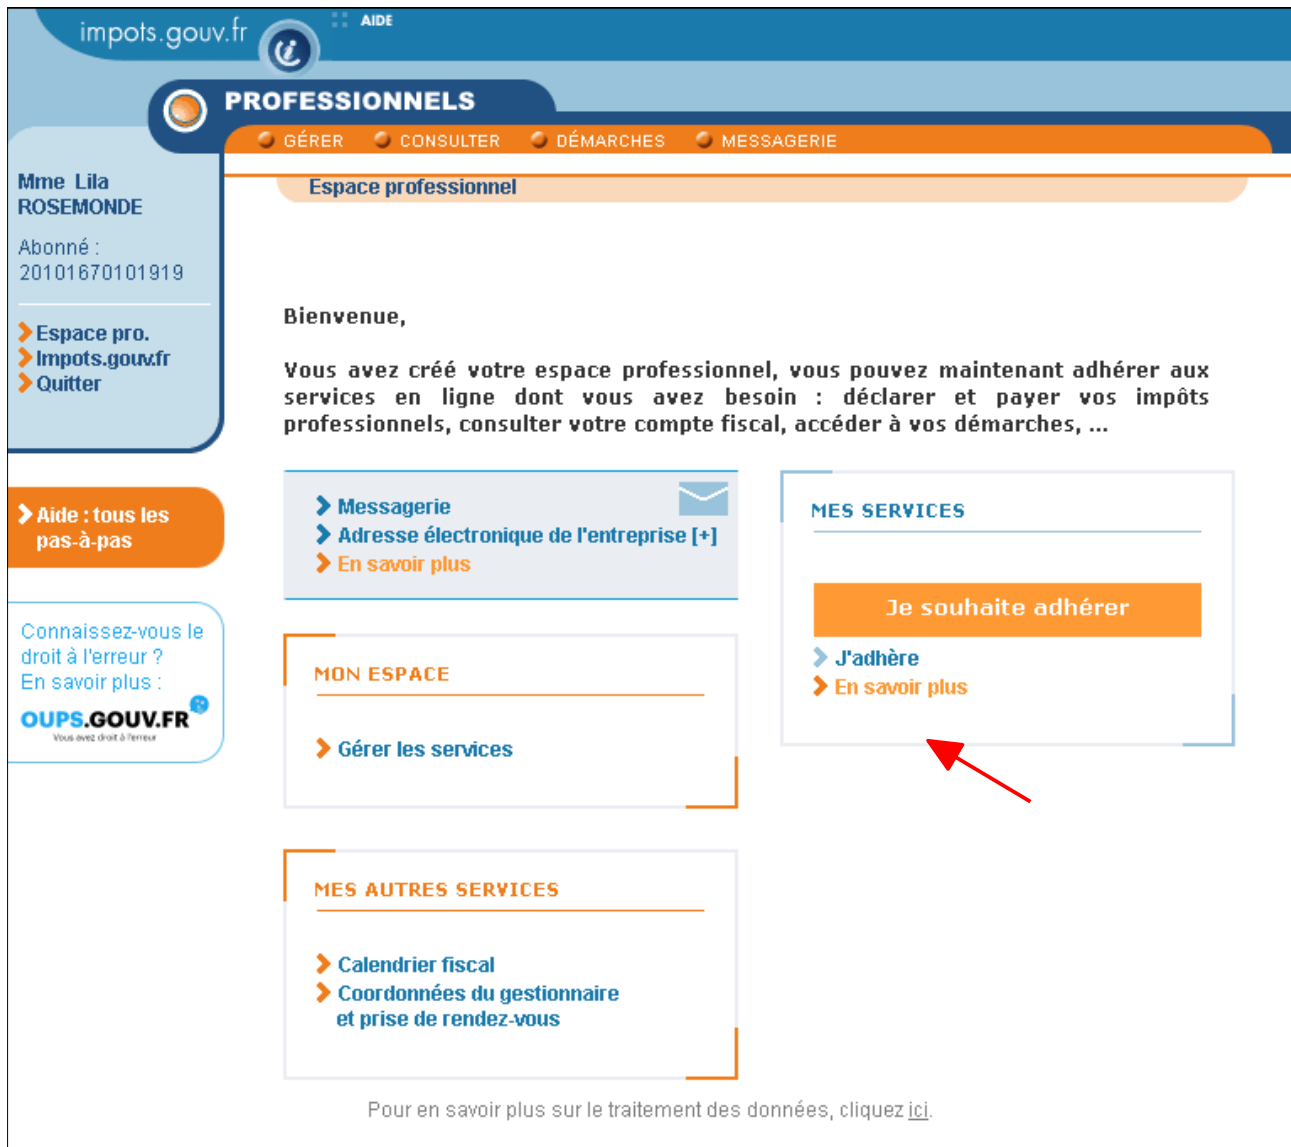 impots.gouv.fr
AIDE
PROFESSIONNELS
GÉRER CONSULTER DÉMARCHES MESSAGERIE
Mme Lila
ROSEMONDE
Abonné :
20101670101919
Espace pro.
Impots.gouv.fr
Quitter
Aide : tous les
pas-à-pas
Connaissez-vous le
droit à l'erreur ?
En savoir plus :
OUPS.GOUV.FR
Vous avez droit à l'erreur
Espace professionnel
Bienvenue,
Vous avez créé votre espace professionnel, vous pouvez maintenant adhérer aux
services en ligne dont vous avez besoin : déclarer et payer vos impôts
professionnels, consulter votre compte fiscal, accéder à vos démarches, ...
Messagerie
Adresse électronique de l'entreprise [+]
En savoir plus
MON ESPACE
Gérer les services
MES AUTRES SERVICES
Calendrier fiscal
Coordonnées du gestionnaire
et prise de rendez-vous
MES SERVICES
Je souhaite adhérer
J'adhère
En savoir plus
Pour en savoir plus sur le traitement des données, cliquez ici.